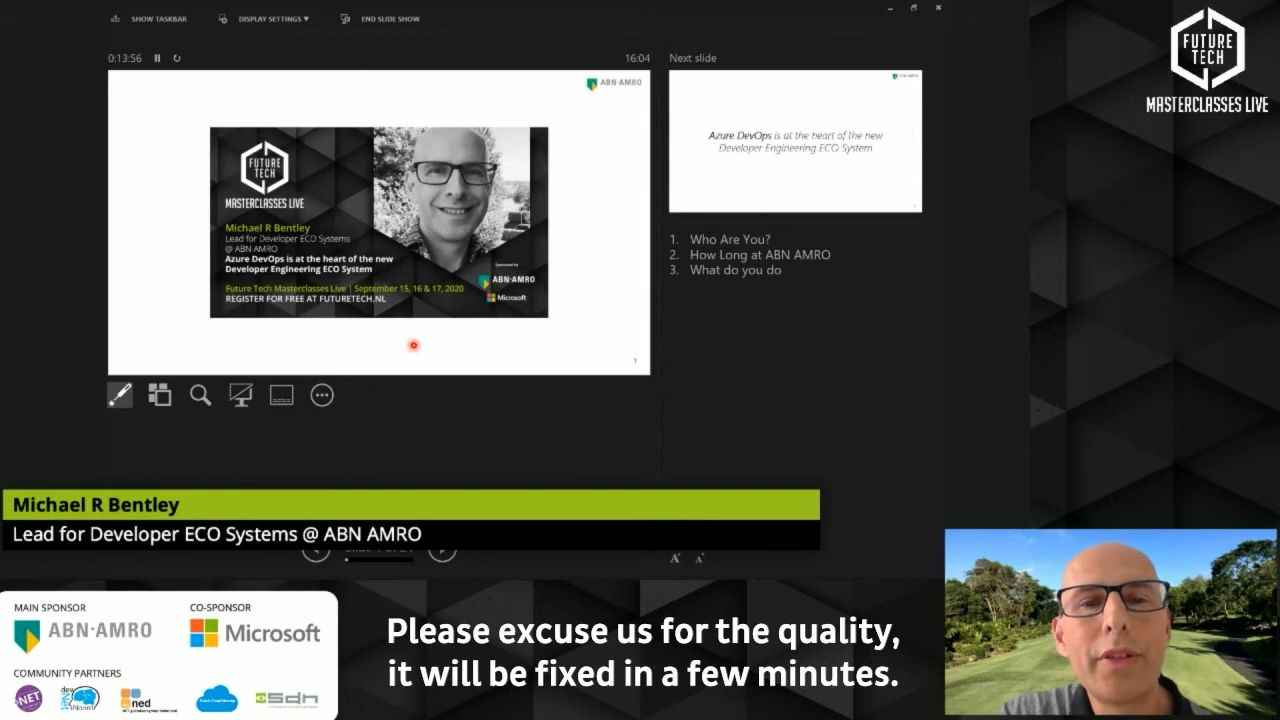 SHOW TASKBAR
DISPLAY SETTINGS ▼
END SLIDE SHOW
0:13:56
16:04
Next slide
ABN·AMRO
FUTURE
TECH
MASTERCLASSES LIVE
Michael R Bentley
Lead for Developer ECO Systems
@ ABN AMRO
Azure DevOps is at the heart of the new
Developer Engineering ECO System
Future Tech Masterclasses Live | September 15, 16 & 17, 2020
REGISTER FOR FREE AT FUTURETECH.NL
Sponsored by
ABN·AMRO
Microsoft
1
Azure DevOps is at the heart of the new
Developer Engineering ECO System
1. Who Are You?
2. How Long at ABN AMRO
3. What do you do
FUTURE
TECH
MASTERCLASSES LIVE
Michael R Bentley
Lead for Developer ECO Systems @ ABN AMRO
A A
MAIN SPONSOR
ABN·AMRO
CO-SPONSOR
Microsoft
COMMUNITY PARTNERS
.NET
dev
Noord
ned
sdn
Please excuse us for the quality,
it will be fixed in a few minutes.